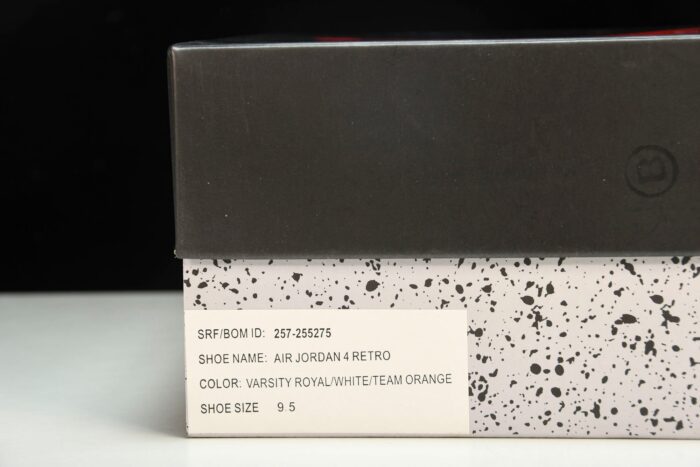 B
SRF/BOM ID: 257-255275
SHOE NAME: AIR JORDAN 4 RETRO
COLOR: VARSITY ROYAL/WHITE/TEAM ORANGE
SHOE SIZE 9.5